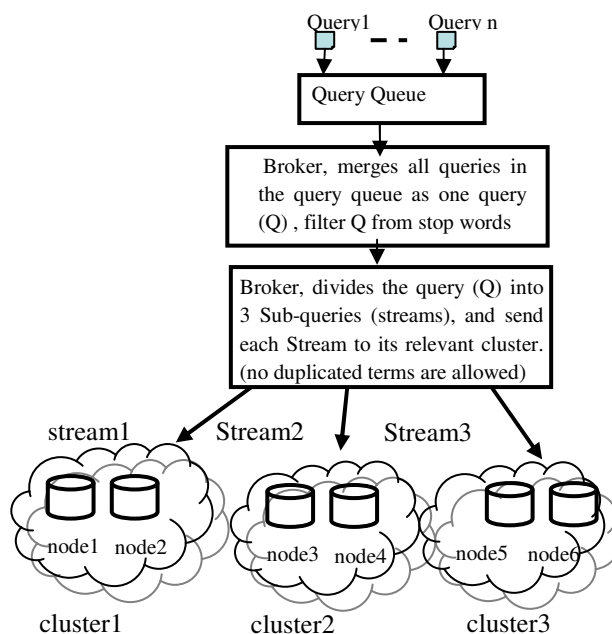 Query1 Query n
Query Queue
Broker, merges all queries in
the query queue as one query
(Q) , filter Q from stop words
Broker, divides the query (Q) into
3 Sub-queries (streams), and send
each Stream to its relevant cluster.
(no duplicated terms are allowed)
stream1 Stream2 Stream3
node1 node2 node3 node4 node5 node6
cluster1 cluster2 cluster3